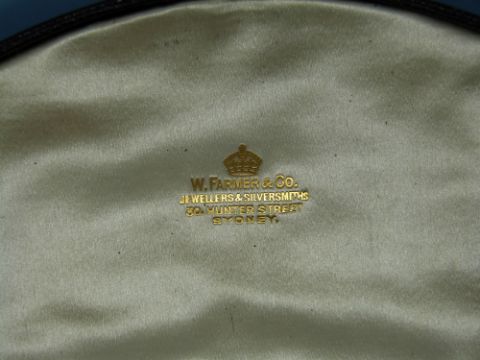 W. FARMER & CO.
JEWELLERS & SILVERSMITHS
30. HUNTER STREET
SYDNEY.